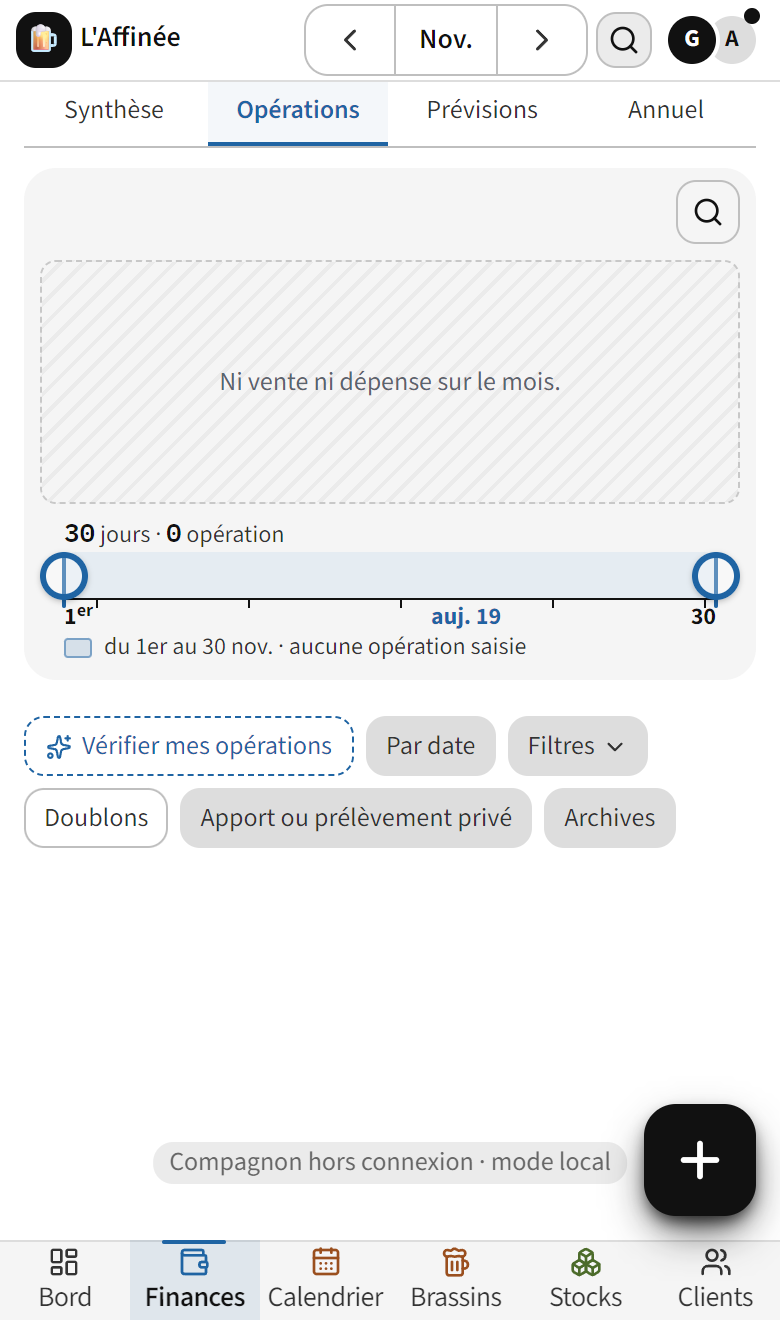 L'Affinée
Nov.
G
A
Synthèse
Opérations
Prévisions
Annuel
Ni vente ni dépense sur le mois.
30 jours · 0 opération
1er
auj. 19
30
du 1er au 30 nov. · aucune opération saisie
Vérifier mes opérations
Par date
Filtres
Doublons
Apport ou prélèvement privé
Archives
Compagnon hors connexion · mode local
Bord
Finances
Calendrier
Brassins
Stocks
Clients